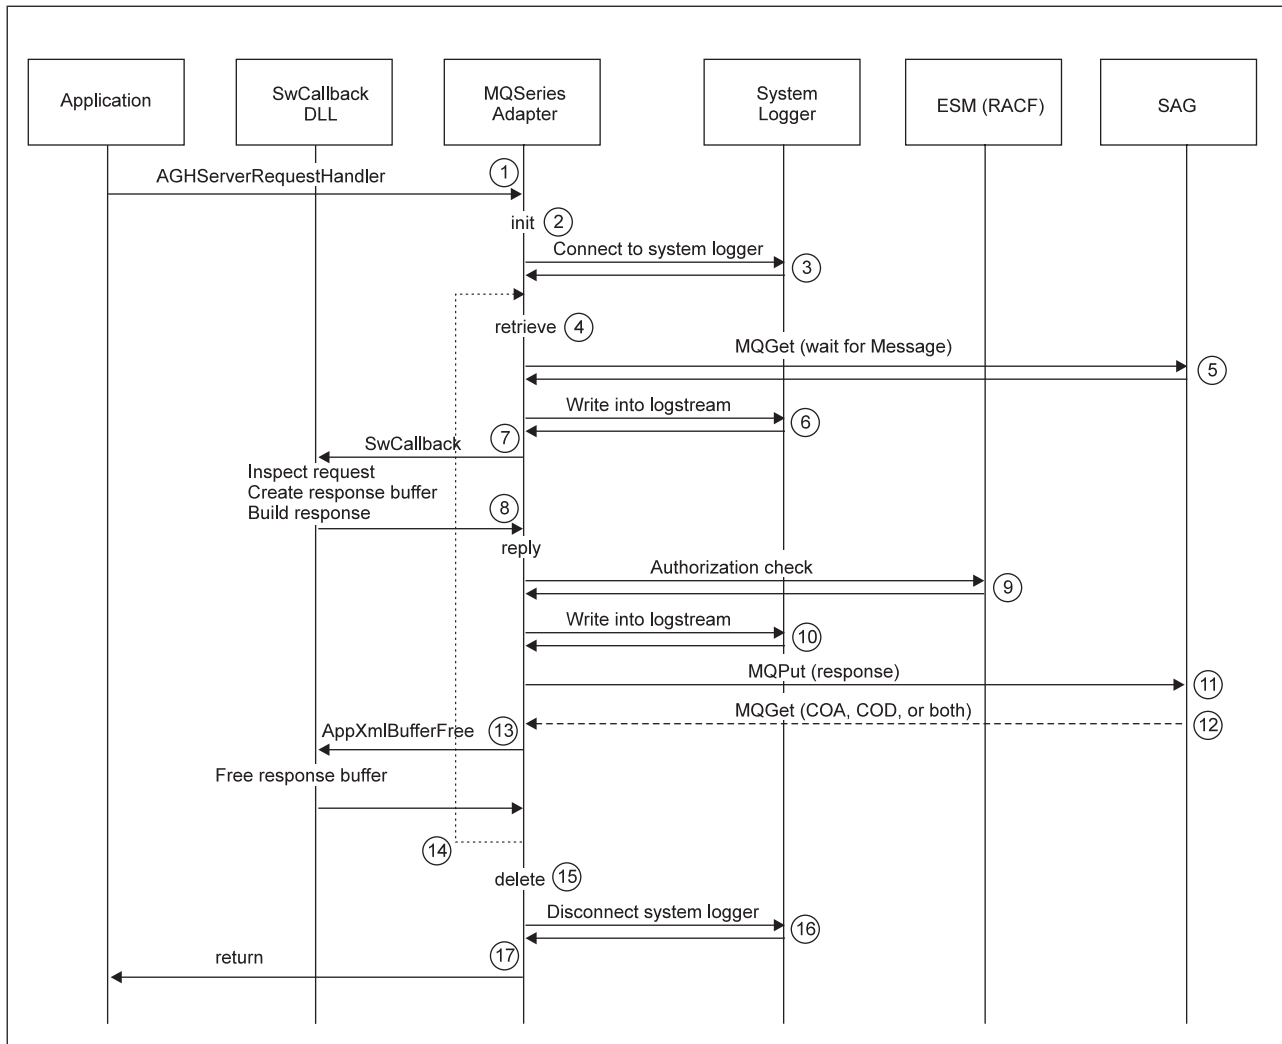 Application
SwCallback
DLL
MQSeries
Adapter
System
Logger
ESM (RACF)
SAG
AGHServerRequestHandler
1
init 2
Connect to system logger
3
retrieve 4
MQGet (wait for Message)
5
Write into logstream
6
7
SwCallback
Inspect request
Create response buffer
Build response
8
reply
Authorization check
9
Write into logstream
10
MQPut (response)
11
MQGet (COA, COD, or both)
12
AppXmlBufferFree
13
Free response buffer
14
delete 15
Disconnect system logger
16
return
17